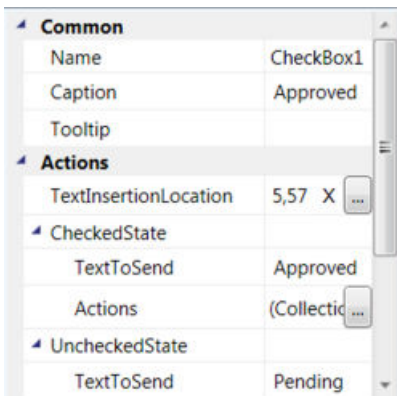 Common
Name CheckBox1
Caption Approved
Tooltip
Actions
TextInsertionLocation 5,57 X ...
CheckedState
TextToSend Approved
Actions (Collectic ...
UncheckedState
TextToSend Pending